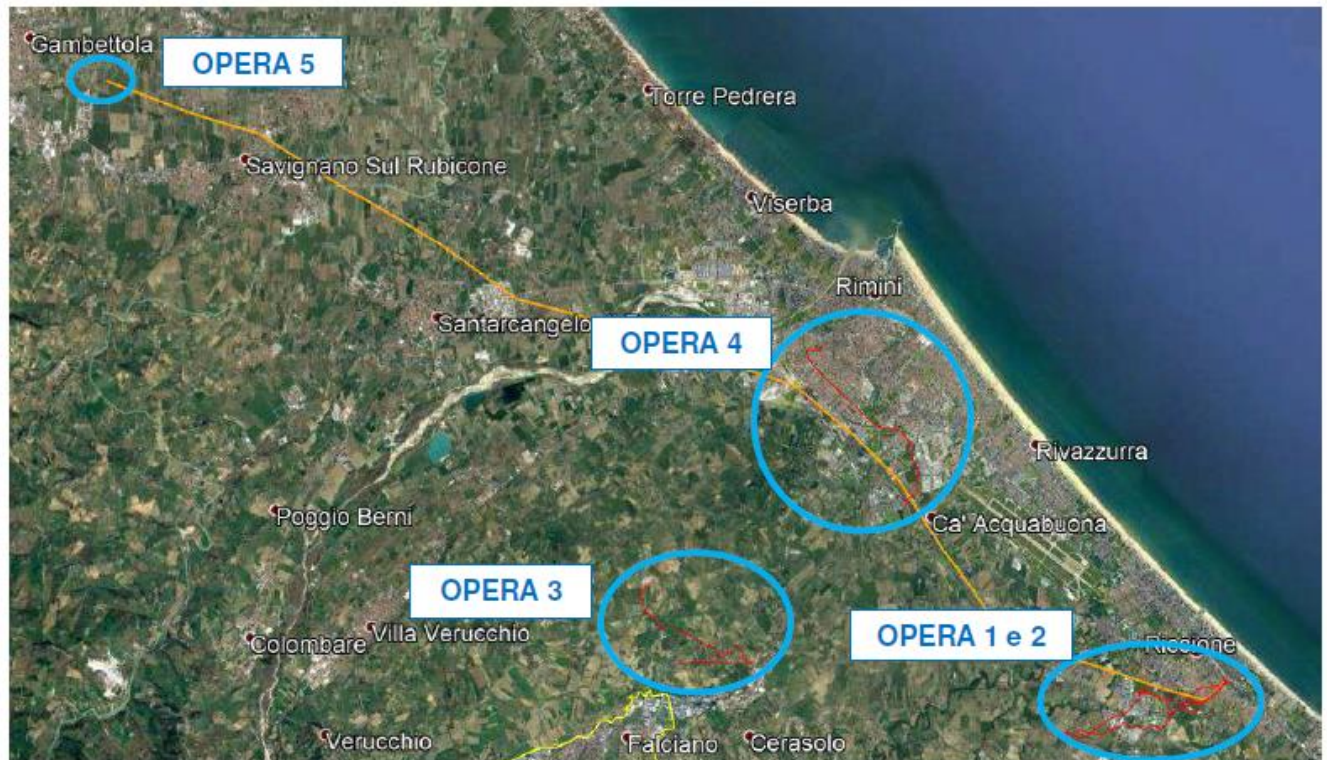 Gambettola
OPERA 5
Torre Pedrera
Savignano Sul Rubicone
Viserba
Rimini
Santarcangelo
OPERA 4
Rivazzurra
Poggio Berni
Ca' Acquabuona
OPERA 3
Villa Verucchio
Colombare
OPERA 1 e 2
Riccione
Verucchio
Falciano
Cerasolo